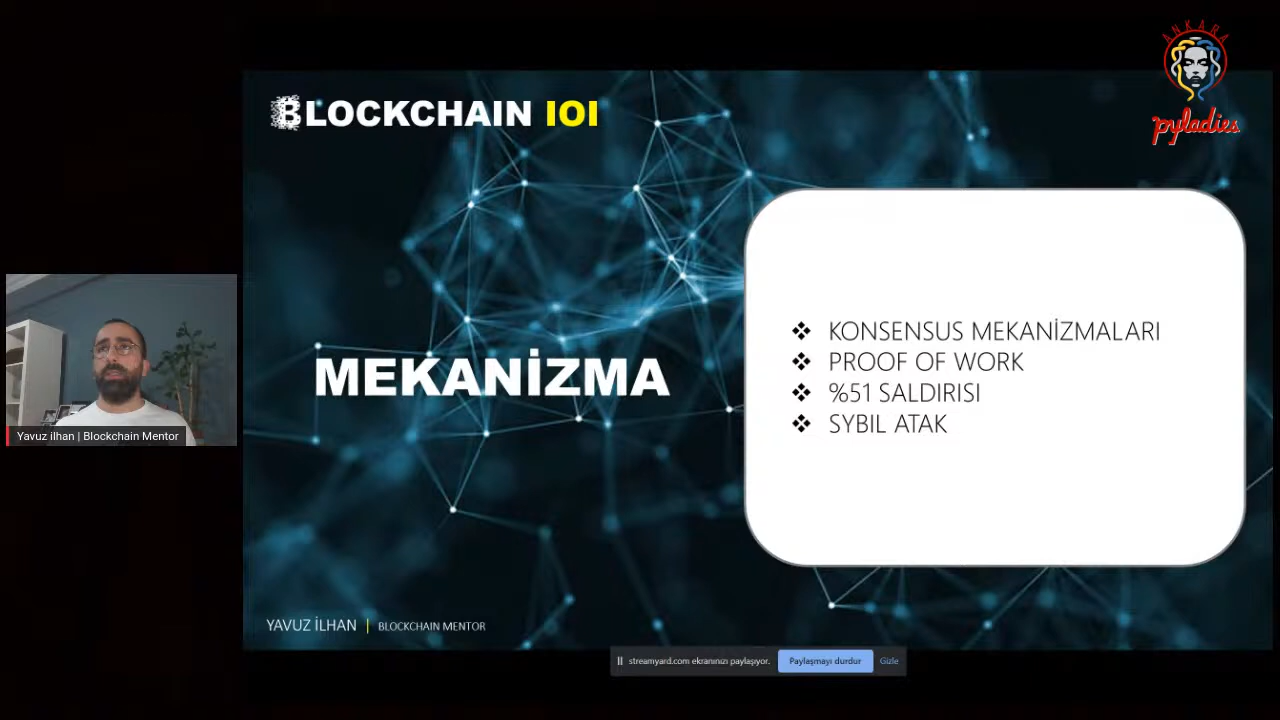 ANKARA
pyladies
BLOCKCHAIN 101
MEKANİZMA
❖ KONSENSUS MEKANİZMALARI
❖ PROOF OF WORK
❖ %51 SALDIRISI
❖ SYBIL ATAK
Yavuz ilhan | Blockchain Mentor
YAVUZ İLHAN | BLOCKCHAIN MENTOR
streamyard.com ekranınızı paylaşıyor. Paylaşmayı durdur Gizle